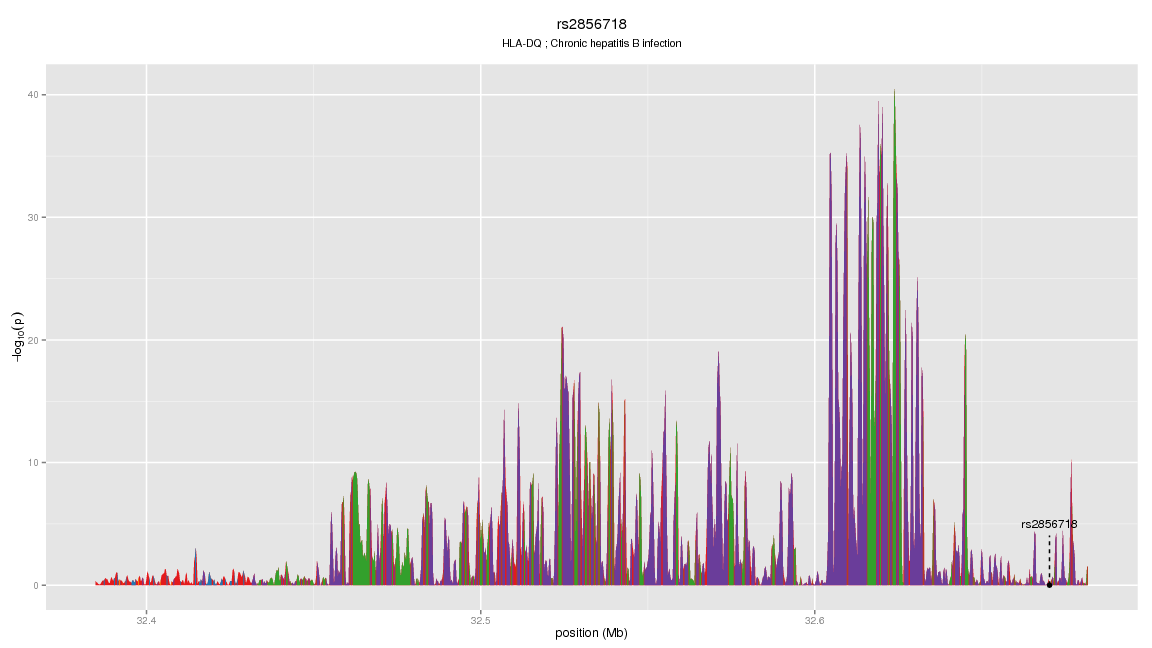 rs2856718
HLA-DQ ; Chronic hepatitis B infection
−log10(p)
40
30
20
10
0
rs2856718
32.4
32.5
32.6
position (Mb)